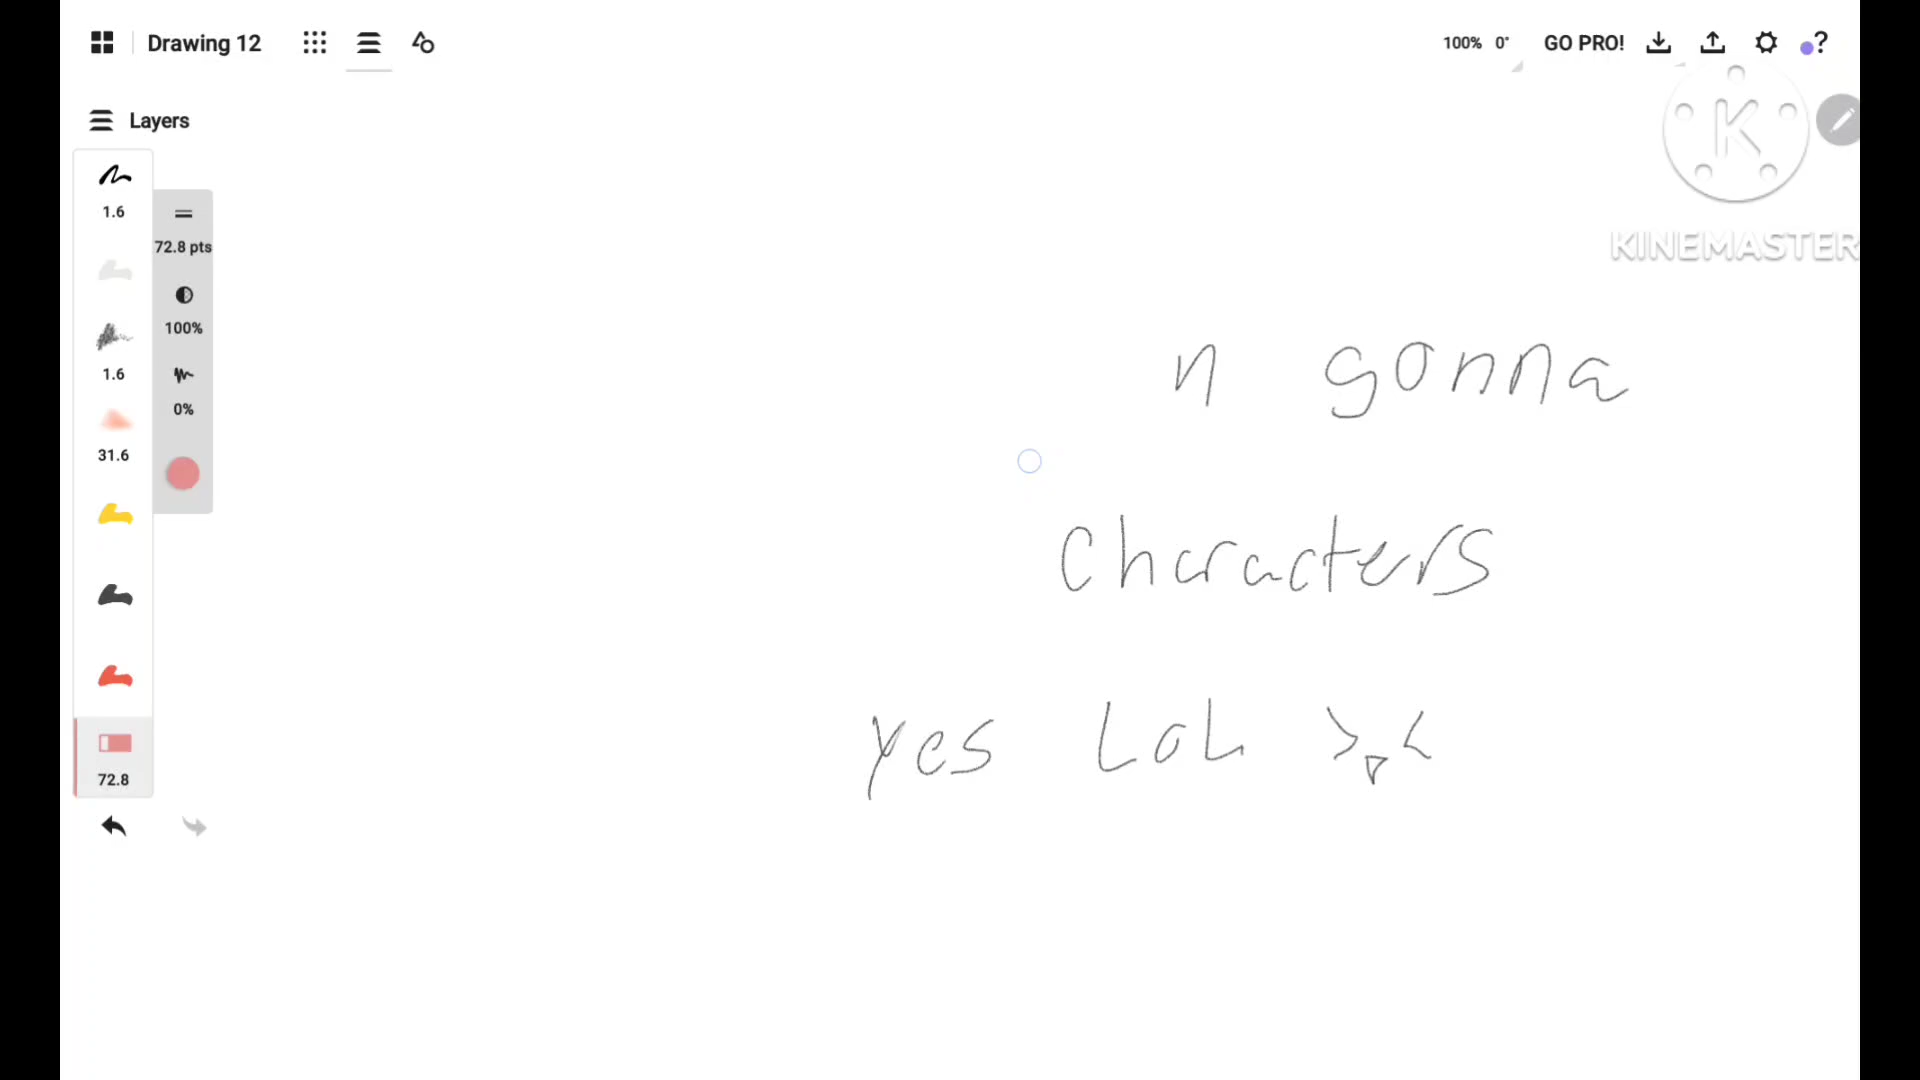 Drawing 12
100% 0°
GO PRO!
?
KINEMASTER
Layers
1.6
72.8 pts
100%
1.6
0%
31.6
72.8
n gonna
characters
yes LoL >▽<